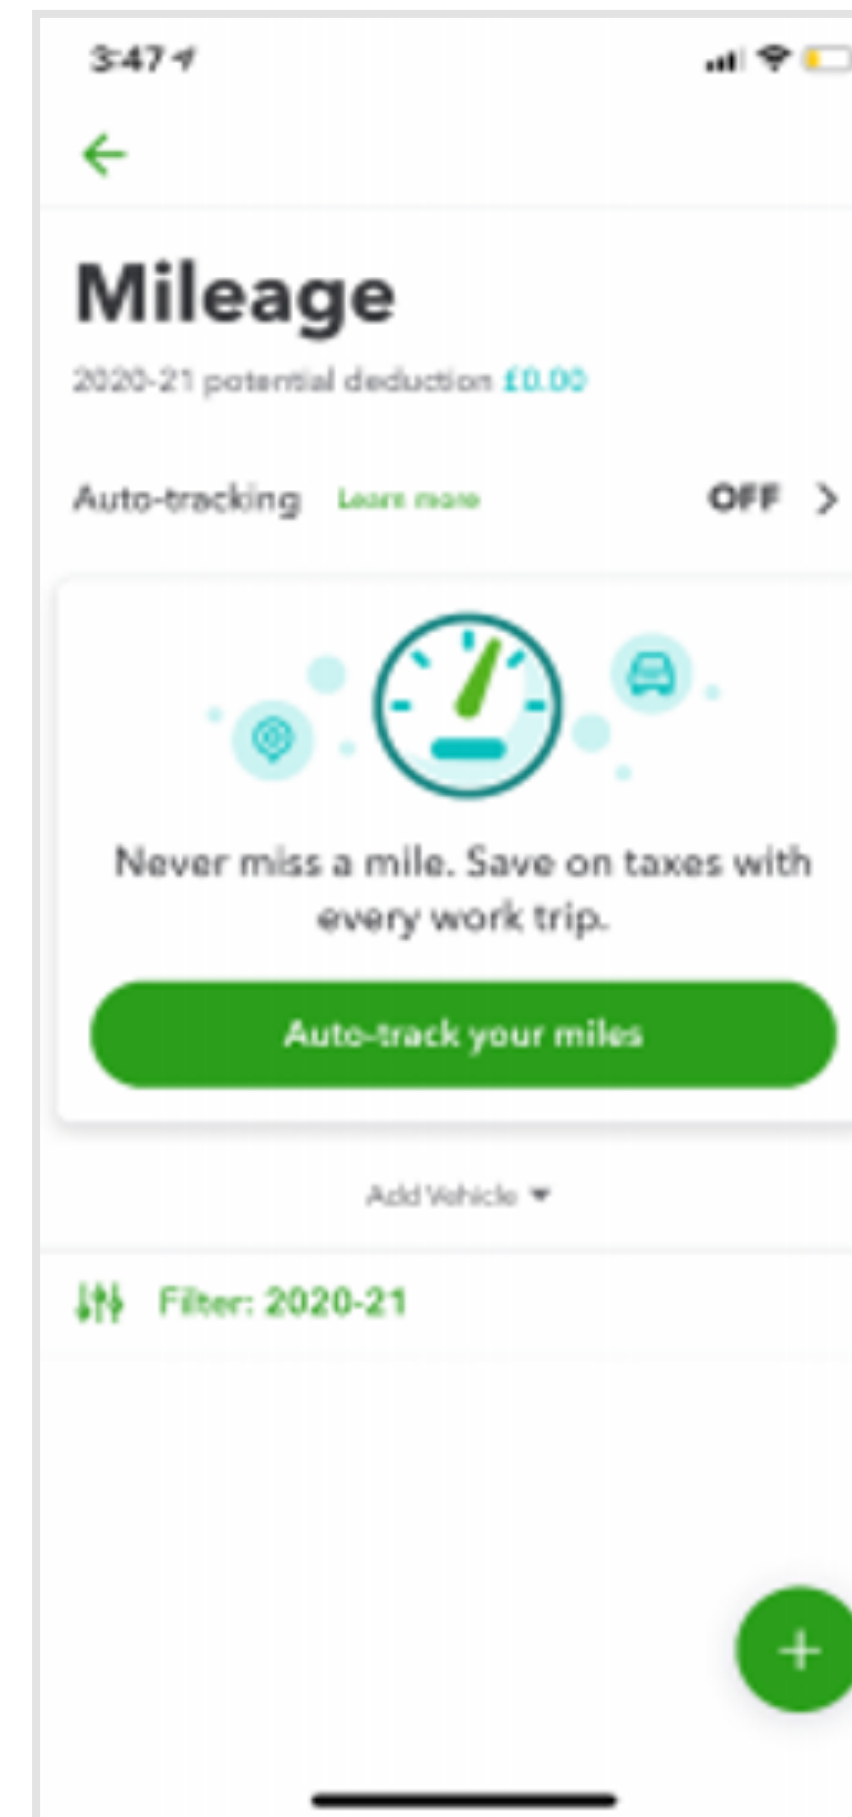 3:47
Mileage
2020-21 potential deduction £0.00
Auto-tracking Learn more OFF
Never miss a mile. Save on taxes with
every work trip.
Auto-track your miles
Add Vehicle
Filter: 2020-21